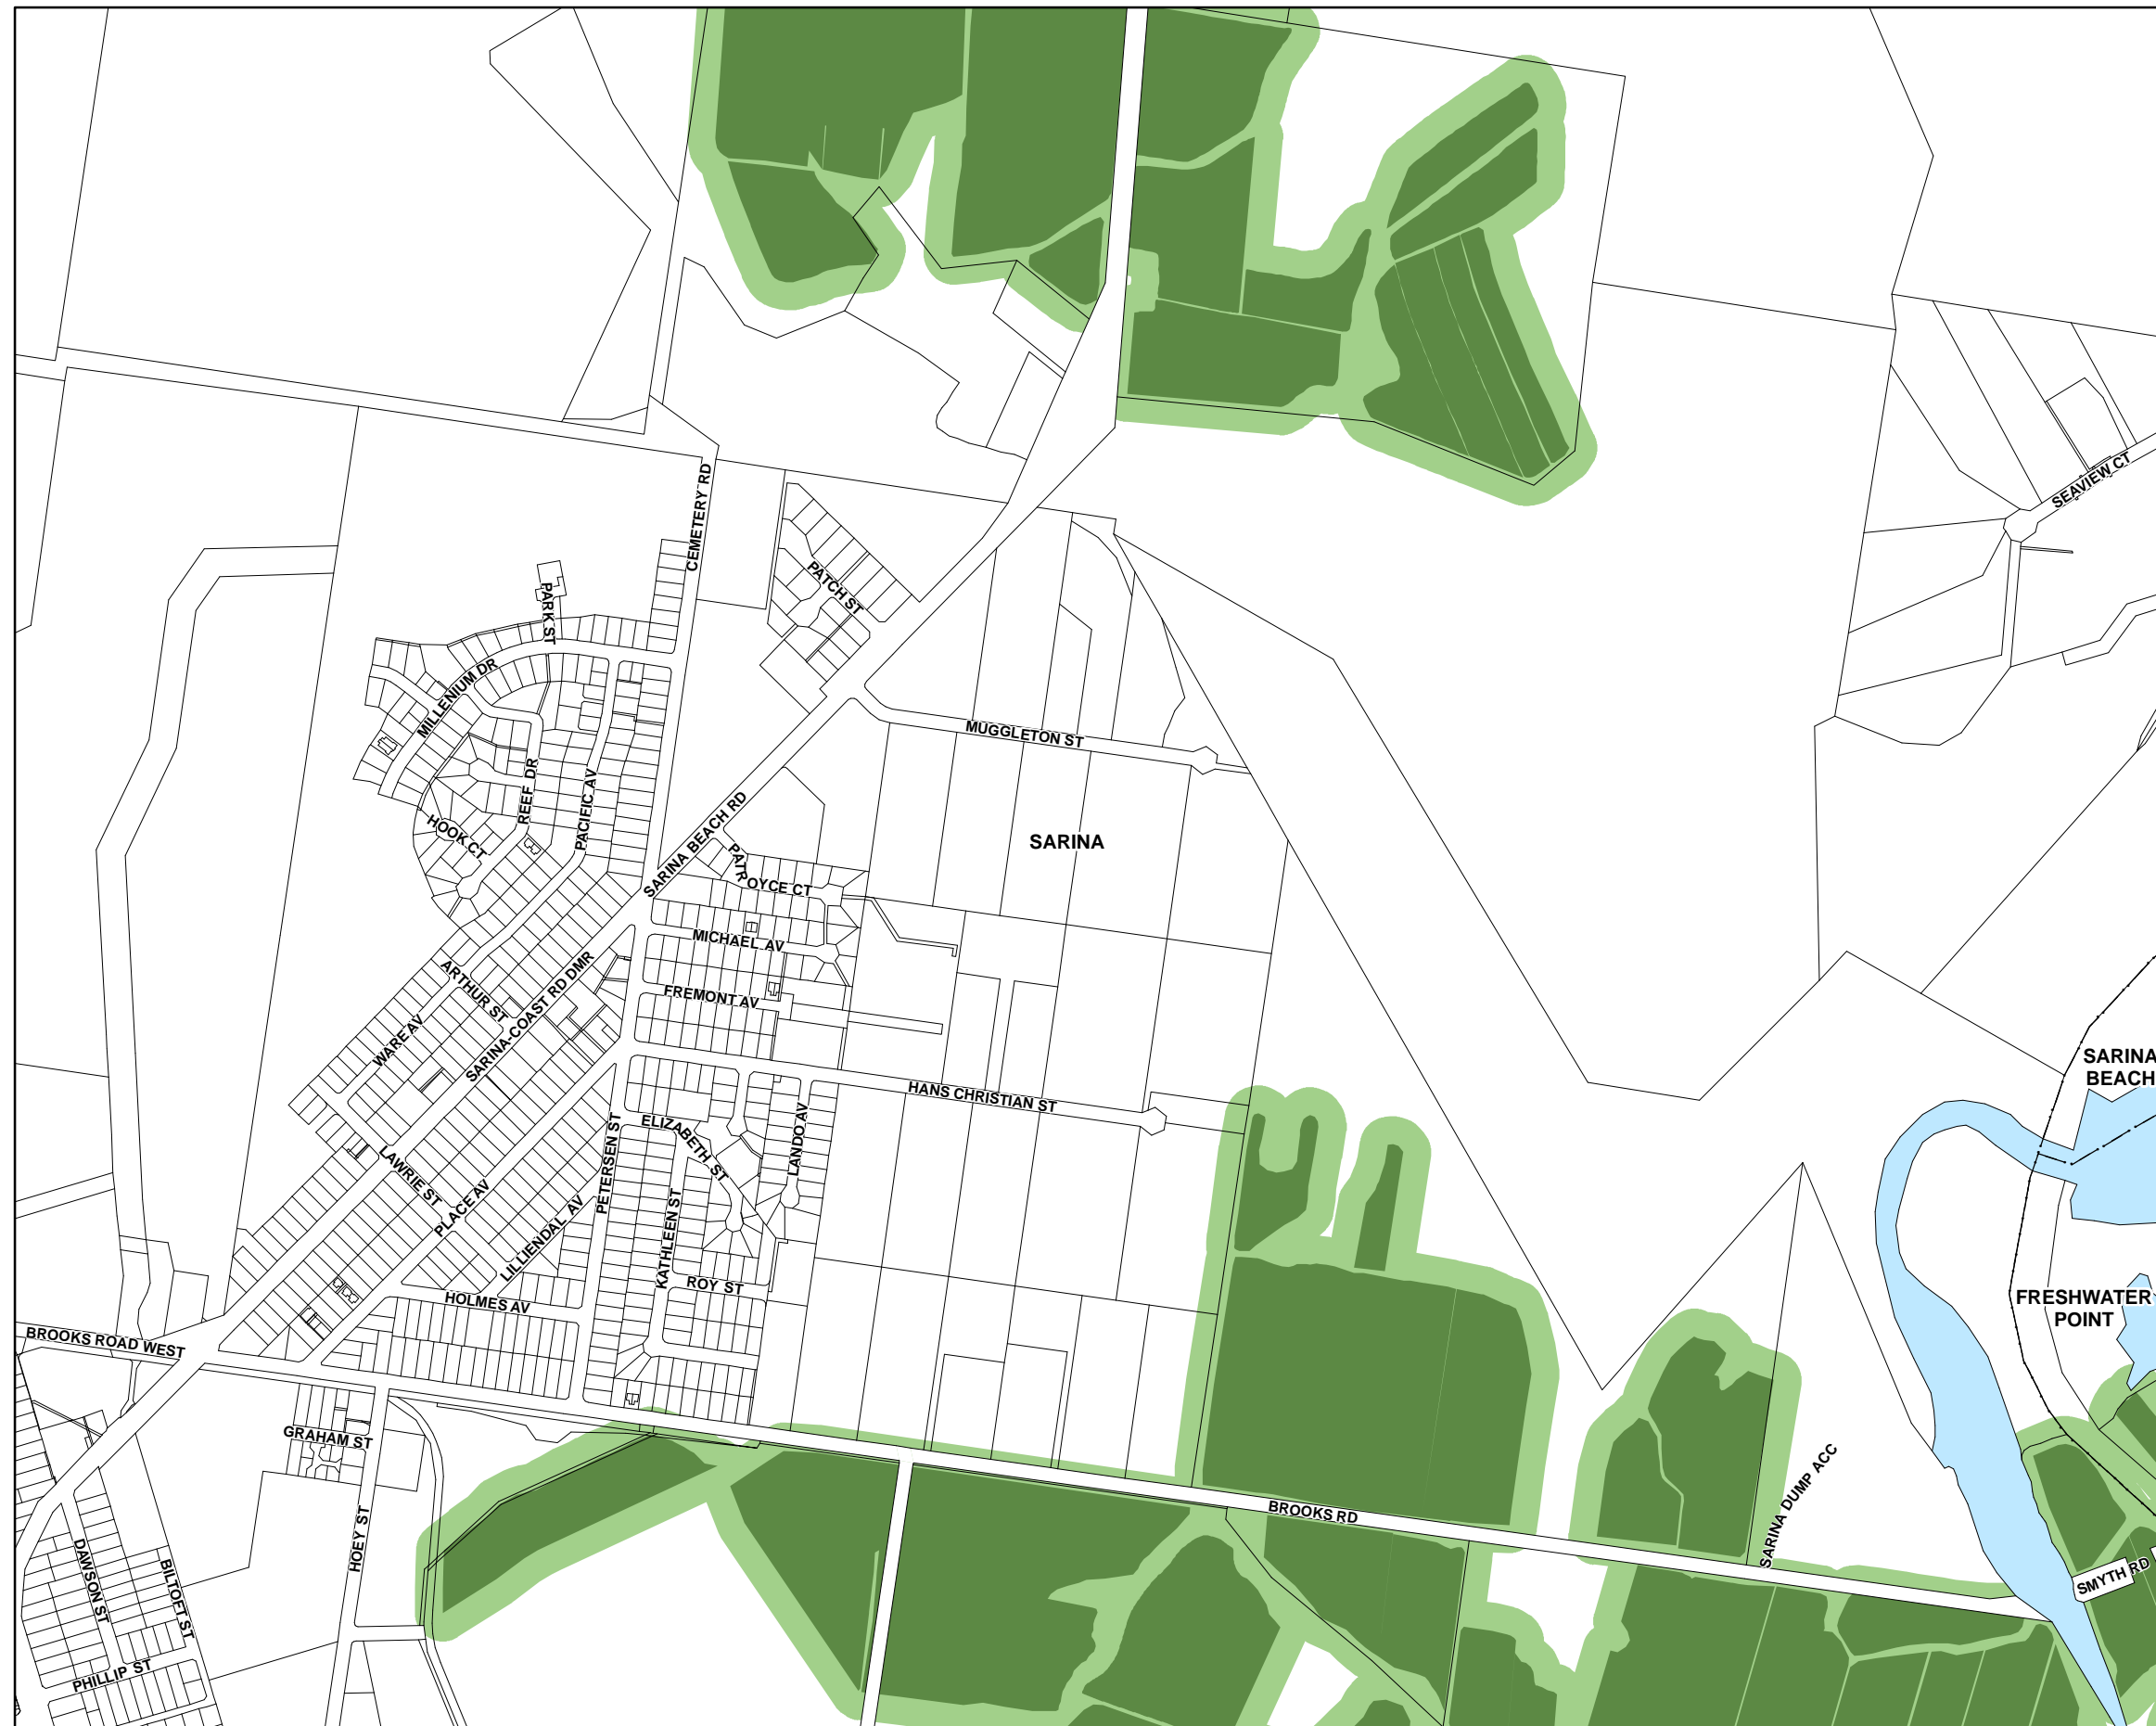 SEAVIEW CT
CEMETERY RD
PATCH ST
PARK ST
MILLENIUM DR
MUGGLETON ST
REEF DR
PACIFIC AV
HOOK CT
SARINA BEACH RD
SARINA
PATR
OYCE CT
MICHAEL AV
ARTHUR ST
SARINA-COAST RD DMR
FREMONT AV
WARE AV
SARINA
BEACH
HANS CHRISTIAN ST
ELIZABETH ST
LANDO AV
PETERSEN ST
LAWRIE ST
PLACE AV
LILLIENDAL AV
KATHLEEN ST
ROY ST
HOLMES AV
FRESHWATER
POINT
BROOKS ROAD WEST
GRAHAM ST
HOEY ST
BROOKS RD
SARINA DUMP ACC
SMYTH RD
DAWSON ST
BILTOFT ST
PHILLIP ST